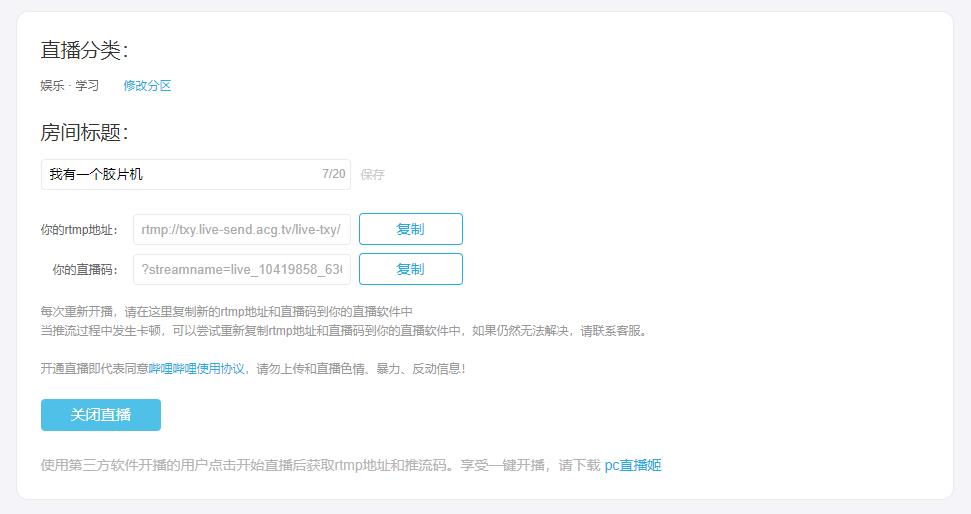 直播分类：
娱乐 · 学习 修改分区
房间标题：
我有一个胶片机 7/20 保存
你的rtmp地址： rtmp://txy.live-send.acg.tv/live-txy/ 复制
你的直播码： ?streamname=live_10419858_636 复制
每次重新开播，请在这里复制新的rtmp地址和直播码到你的直播软件中
当推流过程中发生卡顿，可以尝试重新复制rtmp地址和直播码到你的直播软件中，如果仍然无法解决，请联系客服。
开通直播即代表同意哔哩哔哩使用协议，请勿上传和直播色情、暴力、反动信息！
关闭直播
使用第三方软件开播的用户点击开始直播后获取rtmp地址和推流码。享受一键开播，请下载 pc直播姬